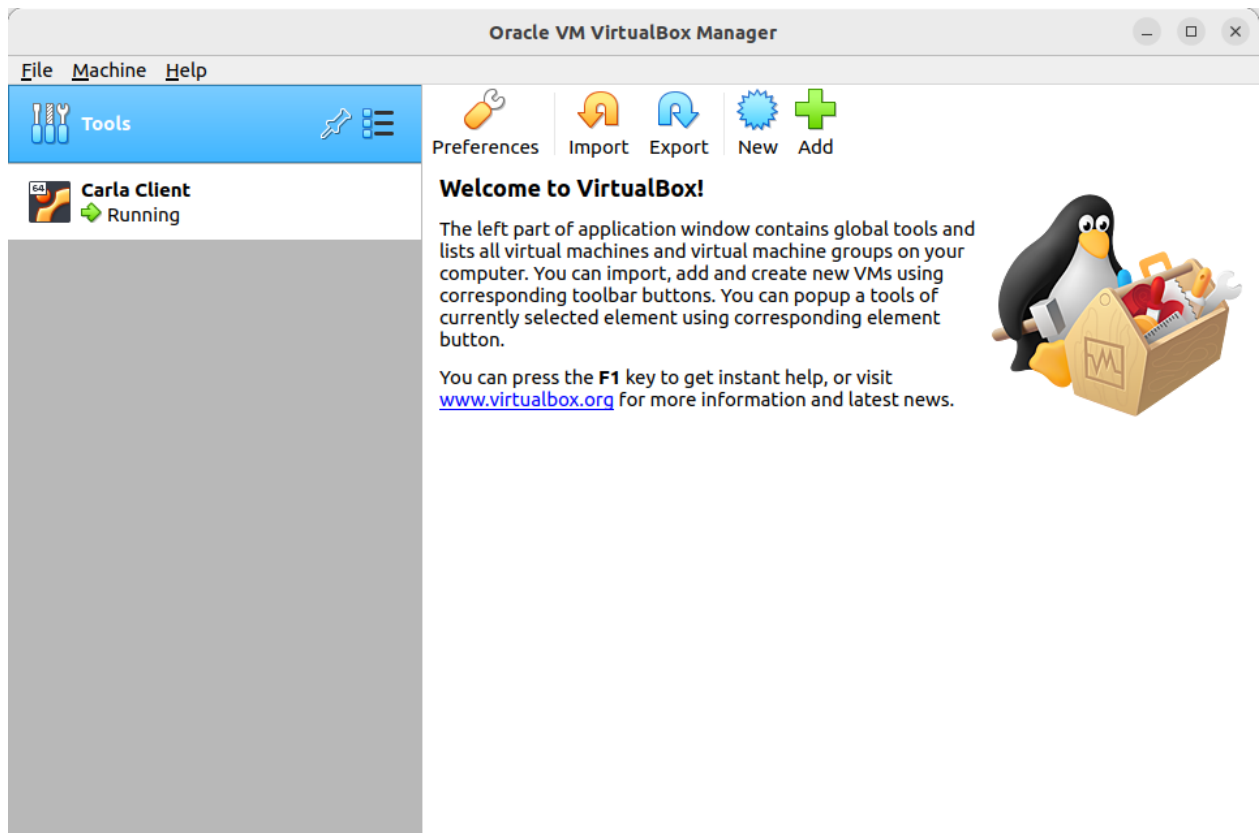 Oracle VM VirtualBox Manager
File Machine Help
Tools
64
Carla Client
Running
Preferences Import Export New Add
Welcome to VirtualBox!
The left part of application window contains global tools and
lists all virtual machines and virtual machine groups on your
computer. You can import, add and create new VMs using
corresponding toolbar buttons. You can popup a tools of
currently selected element using corresponding element
button.
You can press the F1 key to get instant help, or visit
www.virtualbox.org for more information and latest news.